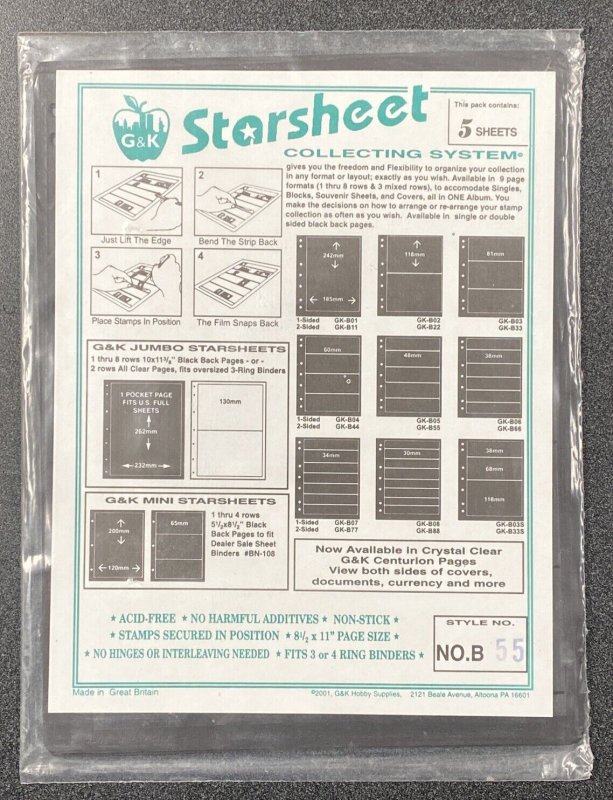 G&K
Starsheet
This pack contains:
5 SHEETS
COLLECTING SYSTEM®
gives you the freedom and Flexibility to organize your collection
in any format or layout; exactly as you wish. Available in 9 page
formats (1 thru 8 rows & 3 mixed rows), to accomodate Singles,
Blocks, Souvenir Sheets, and Covers, all in ONE Album. You
make the decisions on how to arrange or re-arrange your stamp
collection as often as you wish. Available in single or double
sided black back pages.
1
Just Lift The Edge
2
Bend The Strip Back
3
Place Stamps In Position
4
The Film Snaps Back
242mm
185mm
118mm
81mm
1-Sided GK-B01 GK-B02 GK-B03
2-Sided GK-B11 GK-B22 GK-B33
60mm
48mm
38mm
1-Sided GK-B04 GK-B05 GK-B06
2-Sided GK-B44 GK-B55 GK-B66
34mm
30mm
38mm
68mm
118mm
1-Sided GK-B07 GK-B08 GK-B03S
2-Sided GK-B77 GK-B88 GK-B33S
G&K JUMBO STARSHEETS
1 thru 8 rows 10x11³/₈" Black Back Pages - or -
2 rows All Clear Pages, fits oversized 3-Ring Binders
1 POCKET PAGE
FITS U.S. FULL
SHEETS
262mm
232mm
130mm
G&K MINI STARSHEETS
200mm
120mm
65mm
1 thru 4 rows
5½x8½" Black
Back Pages to fit
Dealer Sale Sheet
Binders #BN-108
Now Available in Crystal Clear
G&K Centurion Pages
View both sides of covers,
documents, currency and more
★ ACID-FREE ★ NO HARMFUL ADDITIVES ★ NON-STICK ★
★ STAMPS SECURED IN POSITION ★ 8½ x 11" PAGE SIZE ★
★ NO HINGES OR INTERLEAVING NEEDED ★ FITS 3 or 4 RING BINDERS ★
STYLE NO.
NO.B 55
Made in Great Britain
©2001, G&K Hobby Supplies, 2121 Beale Avenue, Altoona PA 16601